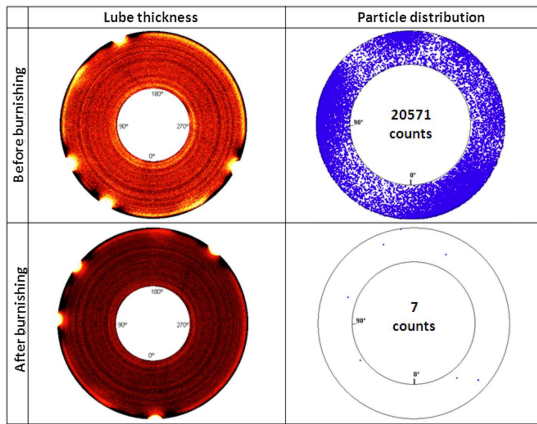 Lube thickness
Particle distribution
Before burnishing
180°
90°
270°
0°
20571
counts
90°
0°
After burnishing
180°
90°
270°
0°
7
counts
90°
0°